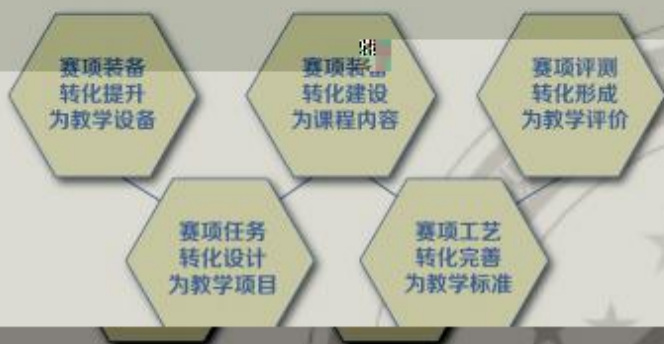 赛项装备
转化提升
为教学设备
赛项装
转化建设
为课程内容
赛项评测
转化形成
为教学评价
赛项任务
转化设计
为教学项目
赛项工艺
转化完善
为教学标准